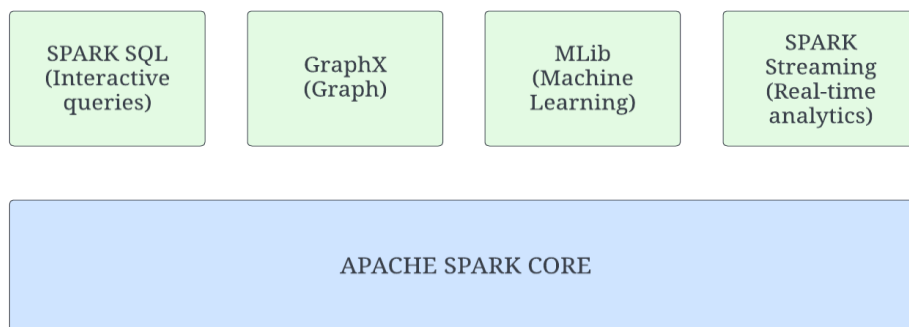 SPARK SQL
(Interactive
queries)
GraphX
(Graph)
MLib
(Machine
Learning)
SPARK
Streaming
(Real-time
analytics)
APACHE SPARK CORE